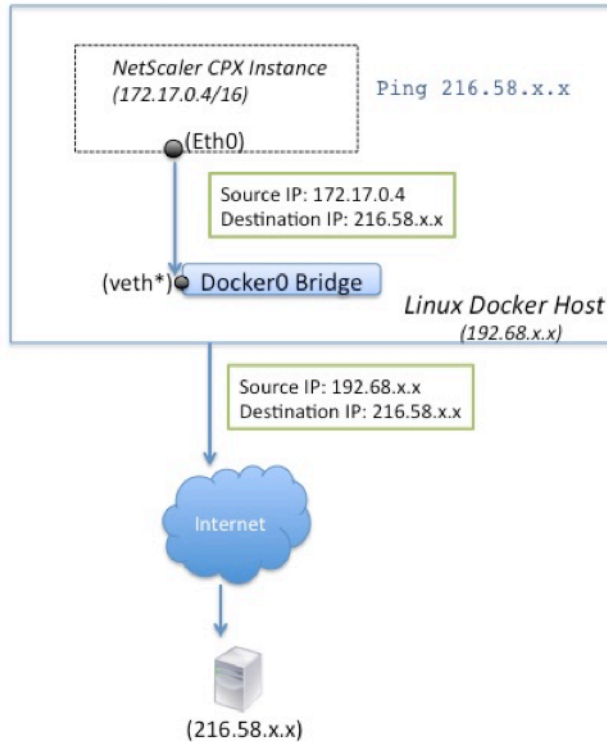 NetScaler CPX Instance
(172.17.0.4/16)
Ping 216.58.x.x
(Eth0)
Source IP: 172.17.0.4
Destination IP: 216.58.x.x
(veth*)
Docker0 Bridge
Linux Docker Host
(192.68.x.x)
Source IP: 192.68.x.x
Destination IP: 216.58.x.x
Internet
(216.58.x.x)